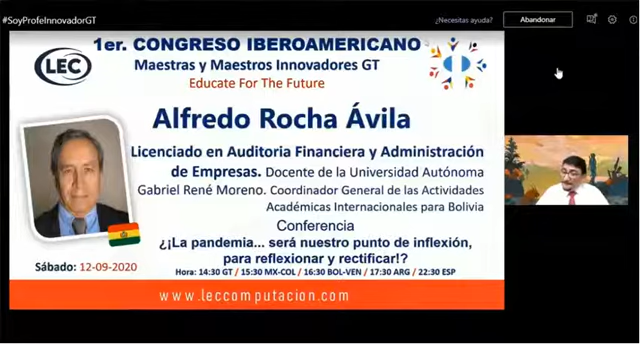 #SoyProfeInnovadorGT
¿Necesitas ayuda?
Abandonar
1er. CONGRESO IBEROAMERICANO
LEC
Maestras y Maestros Innovadores GT
Educate For The Future
Alfredo Rocha Ávila
Licenciado en Auditoria Financiera y Administración
de Empresas. Docente de la Universidad Autónoma
Gabriel René Moreno. Coordinador General de las Actividades
Académicas Internacionales para Bolivia
Conferencia
¿¡La pandemia... será nuestro punto de inflexión,
para reflexionar y rectificar!?
Sábado: 12-09-2020
Hora: 14:30 GT / 15:30 MX-COL / 16:30 BOL-VEN / 17:30 ARG / 22:30 ESP
www.leccomputacion.com